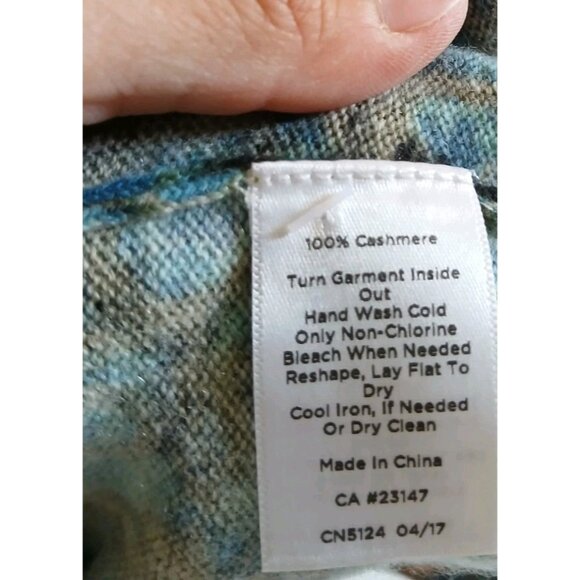 100% Cashmere
Turn Garment Inside
Out
Hand Wash Cold
Only Non-Chlorine
Bleach When Needed
Reshape, Lay Flat To
Dry
Cool Iron, If Needed
Or Dry Clean
Made In China
CA #23147
CN5124 04/17